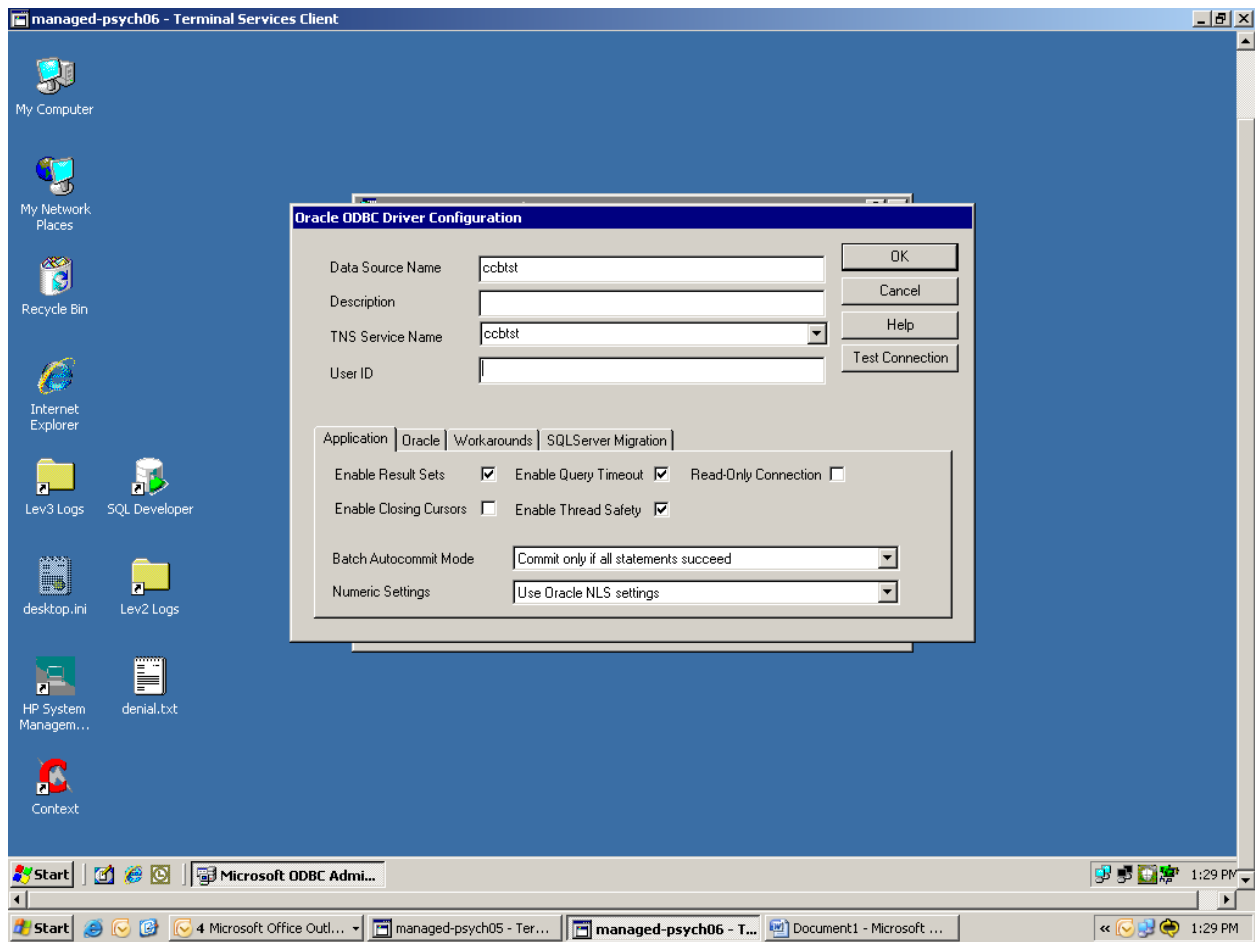 managed-psych06 - Terminal Services Client
My Computer
My Network
Places
Recycle Bin
Internet
Explorer
Lev3 Logs
SQL Developer
desktop.ini
Lev2 Logs
HP System
Managem...
denial.txt
Context
Oracle ODBC Driver Configuration
Data Source Name
ccbtst
Description
TNS Service Name
ccbtst
User ID
OK
Cancel
Help
Test Connection
Application
Oracle
Workarounds
SQLServer Migration
Enable Result Sets
Enable Query Timeout
Read-Only Connection
Enable Closing Cursors
Enable Thread Safety
Batch Autocommit Mode
Commit only if all statements succeed
Numeric Settings
Use Oracle NLS settings
Start
Microsoft ODBC Admi...
1:29 PM
Start
4 Microsoft Office Outl...
managed-psych05 - Ter...
managed-psych06 - T...
Document1 - Microsoft ...
1:29 PM